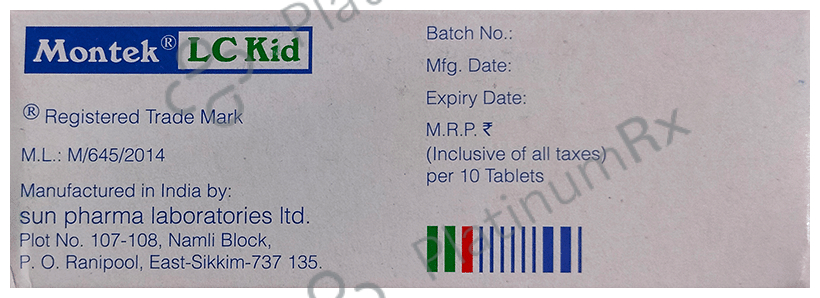 Montek® LC Kid
® Registered Trade Mark
M.L.: M/645/2014
Manufactured in India by:
sun pharma laboratories ltd.
Plot No. 107-108, Namli Block,
P. O. Ranipool, East-Sikkim-737 135.
Batch No.:
Mfg. Date:
Expiry Date:
M.R.P. ₹
(Inclusive of all taxes)
per 10 Tablets
PlatinumRx